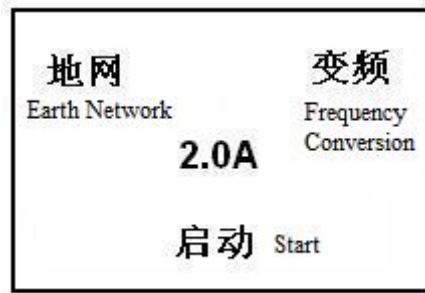 地网
Earth Network
变频
Frequency
Conversion
2.0A
启动 Start